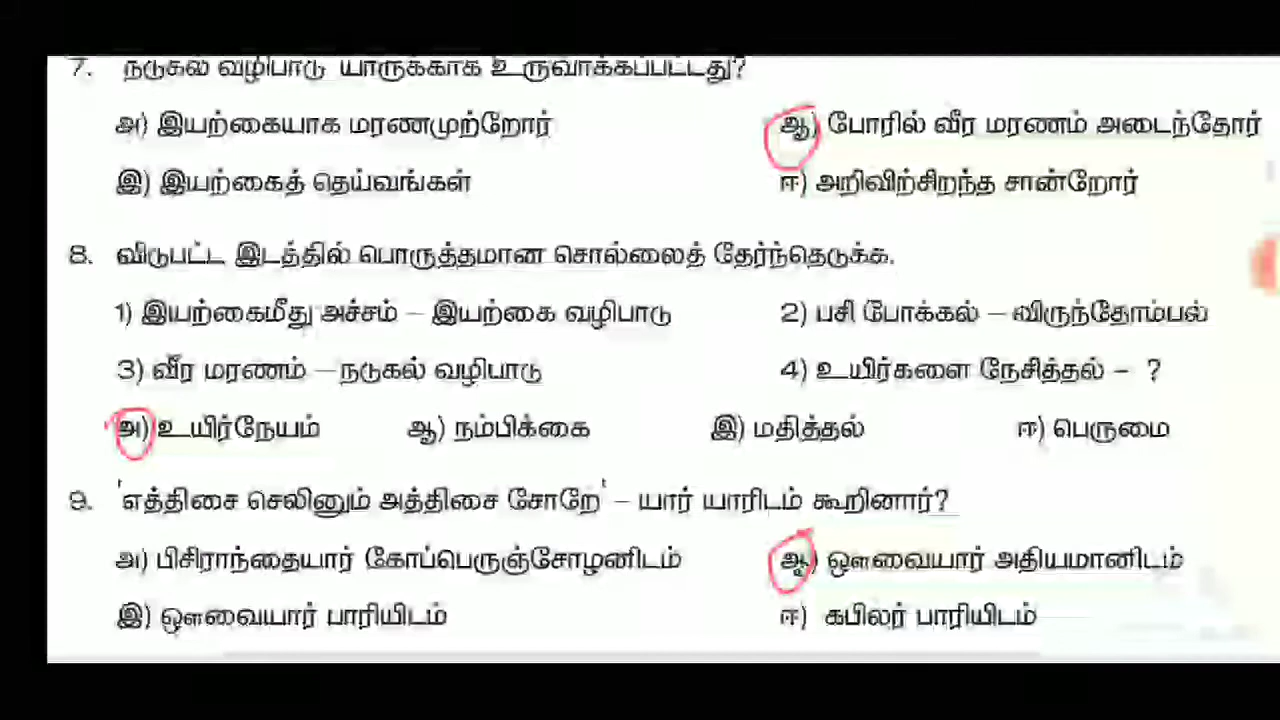 7. நடுகல் வழிபாடு யாருக்காக உருவாக்கப்பட்டது?
அ) இயற்கையாக மரணமுற்றோர் ஆ) போரில் வீர மரணம் அடைந்தோர்
இ) இயற்கைத் தெய்வங்கள் ஈ) அறிவிற்சிறந்த சான்றோர்
8. விடுபட்ட இடத்தில் பொருத்தமான சொல்லைத் தேர்ந்தெடுக்க.
1) இயற்கைமீது அச்சம் – இயற்கை வழிபாடு 2) பசி போக்கல் – விருந்தோம்பல்
3) வீர மரணம் – நடுகல் வழிபாடு 4) உயிர்களை நேசித்தல் – ?
அ) உயிர்நேயம் ஆ) நம்பிக்கை இ) மதித்தல் ஈ) பெருமை
9. 'எத்திசை செலினும் அத்திசை சோறே' – யார் யாரிடம் கூறினார்?
அ) பிசிராந்தையார் கோப்பெருஞ்சோழனிடம் ஆ) ஔவையார் அதியமானிடம்
இ) ஔவையார் பாரியிடம் ஈ) கபிலர் பாரியிடம்